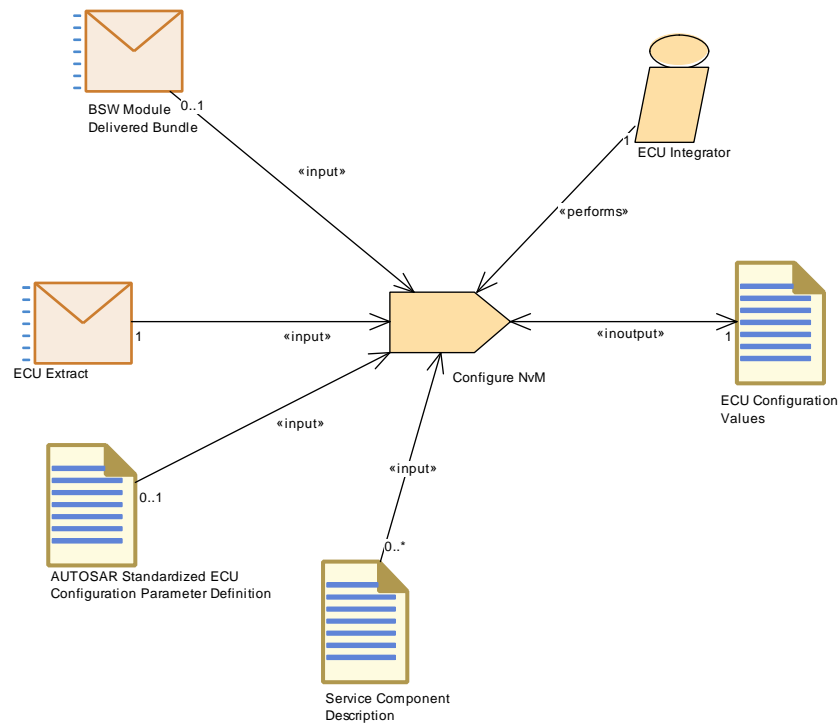 0..1
BSW Module
Delivered Bundle
«input»
1
ECU Integrator
«performs»
1
«input»
ECU Extract
Configure NvM
«inoutput»
1
ECU Configuration
Values
«input»
0..1
AUTOSAR Standardized ECU
Configuration Parameter Definition
«input»
0..*
Service Component
Description